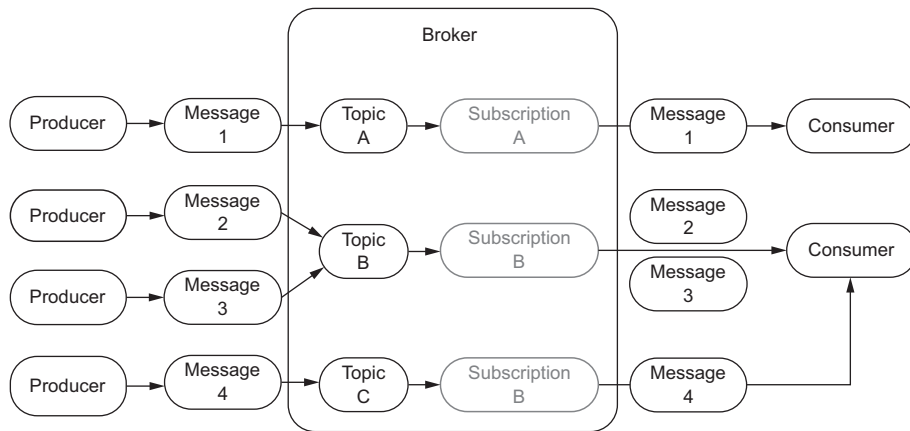 Broker
Producer
Message
1
Topic
A
Subscription
A
Message
1
Consumer
Producer
Message
2
Topic
B
Subscription
B
Message
2
Consumer
Producer
Message
3
Message
3
Producer
Message
4
Topic
C
Subscription
B
Message
4